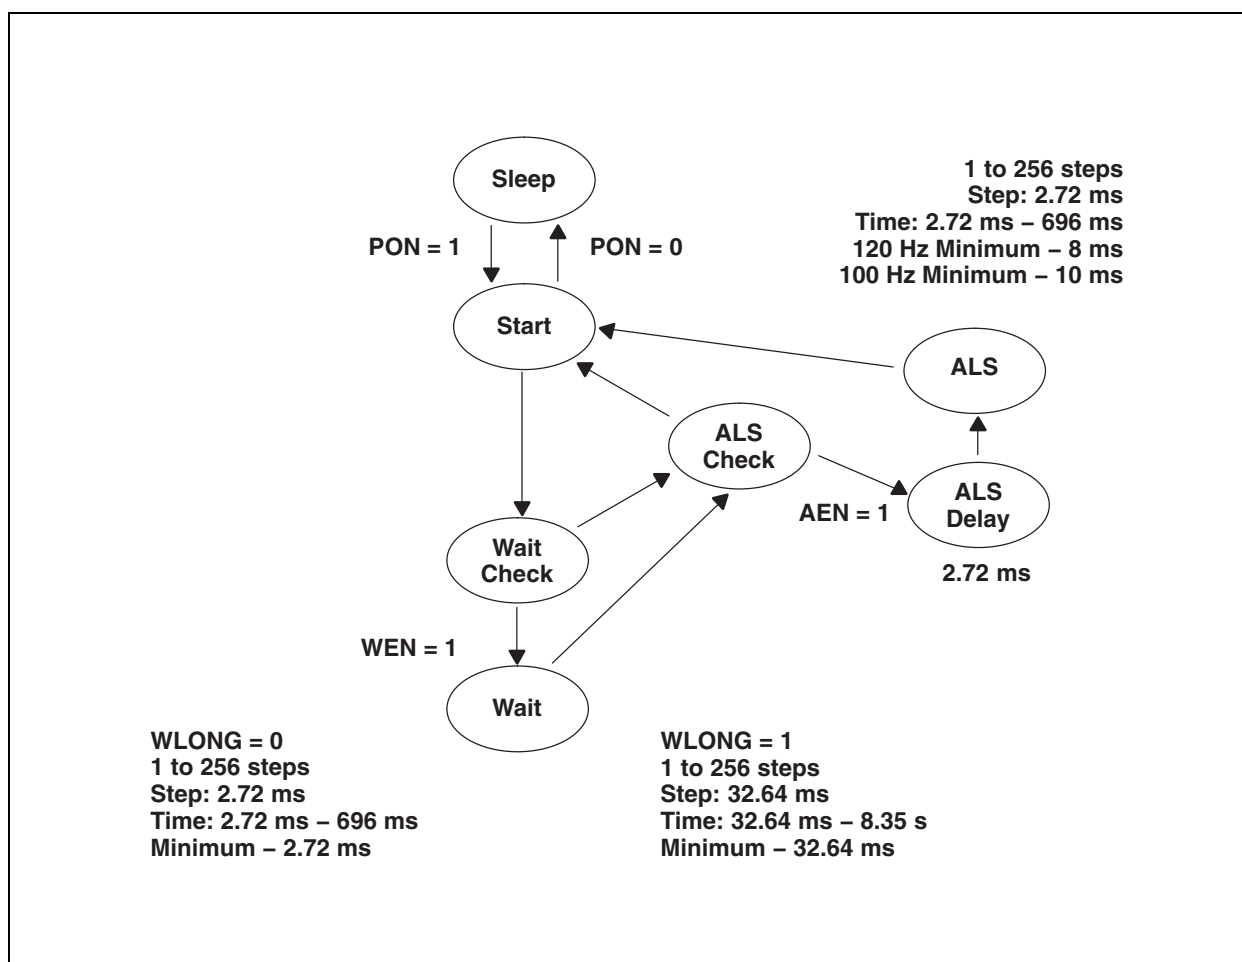 Sleep
1 to 256 steps
Step: 2.72 ms
Time: 2.72 ms – 696 ms
120 Hz Minimum – 8 ms
100 Hz Minimum – 10 ms
PON = 1
PON = 0
Start
ALS
ALS
Check
ALS
Delay
AEN = 1
2.72 ms
Wait
Check
WEN = 1
Wait
WLONG = 0
1 to 256 steps
Step: 2.72 ms
Time: 2.72 ms – 696 ms
Minimum – 2.72 ms
WLONG = 1
1 to 256 steps
Step: 32.64 ms
Time: 32.64 ms – 8.35 s
Minimum – 32.64 ms